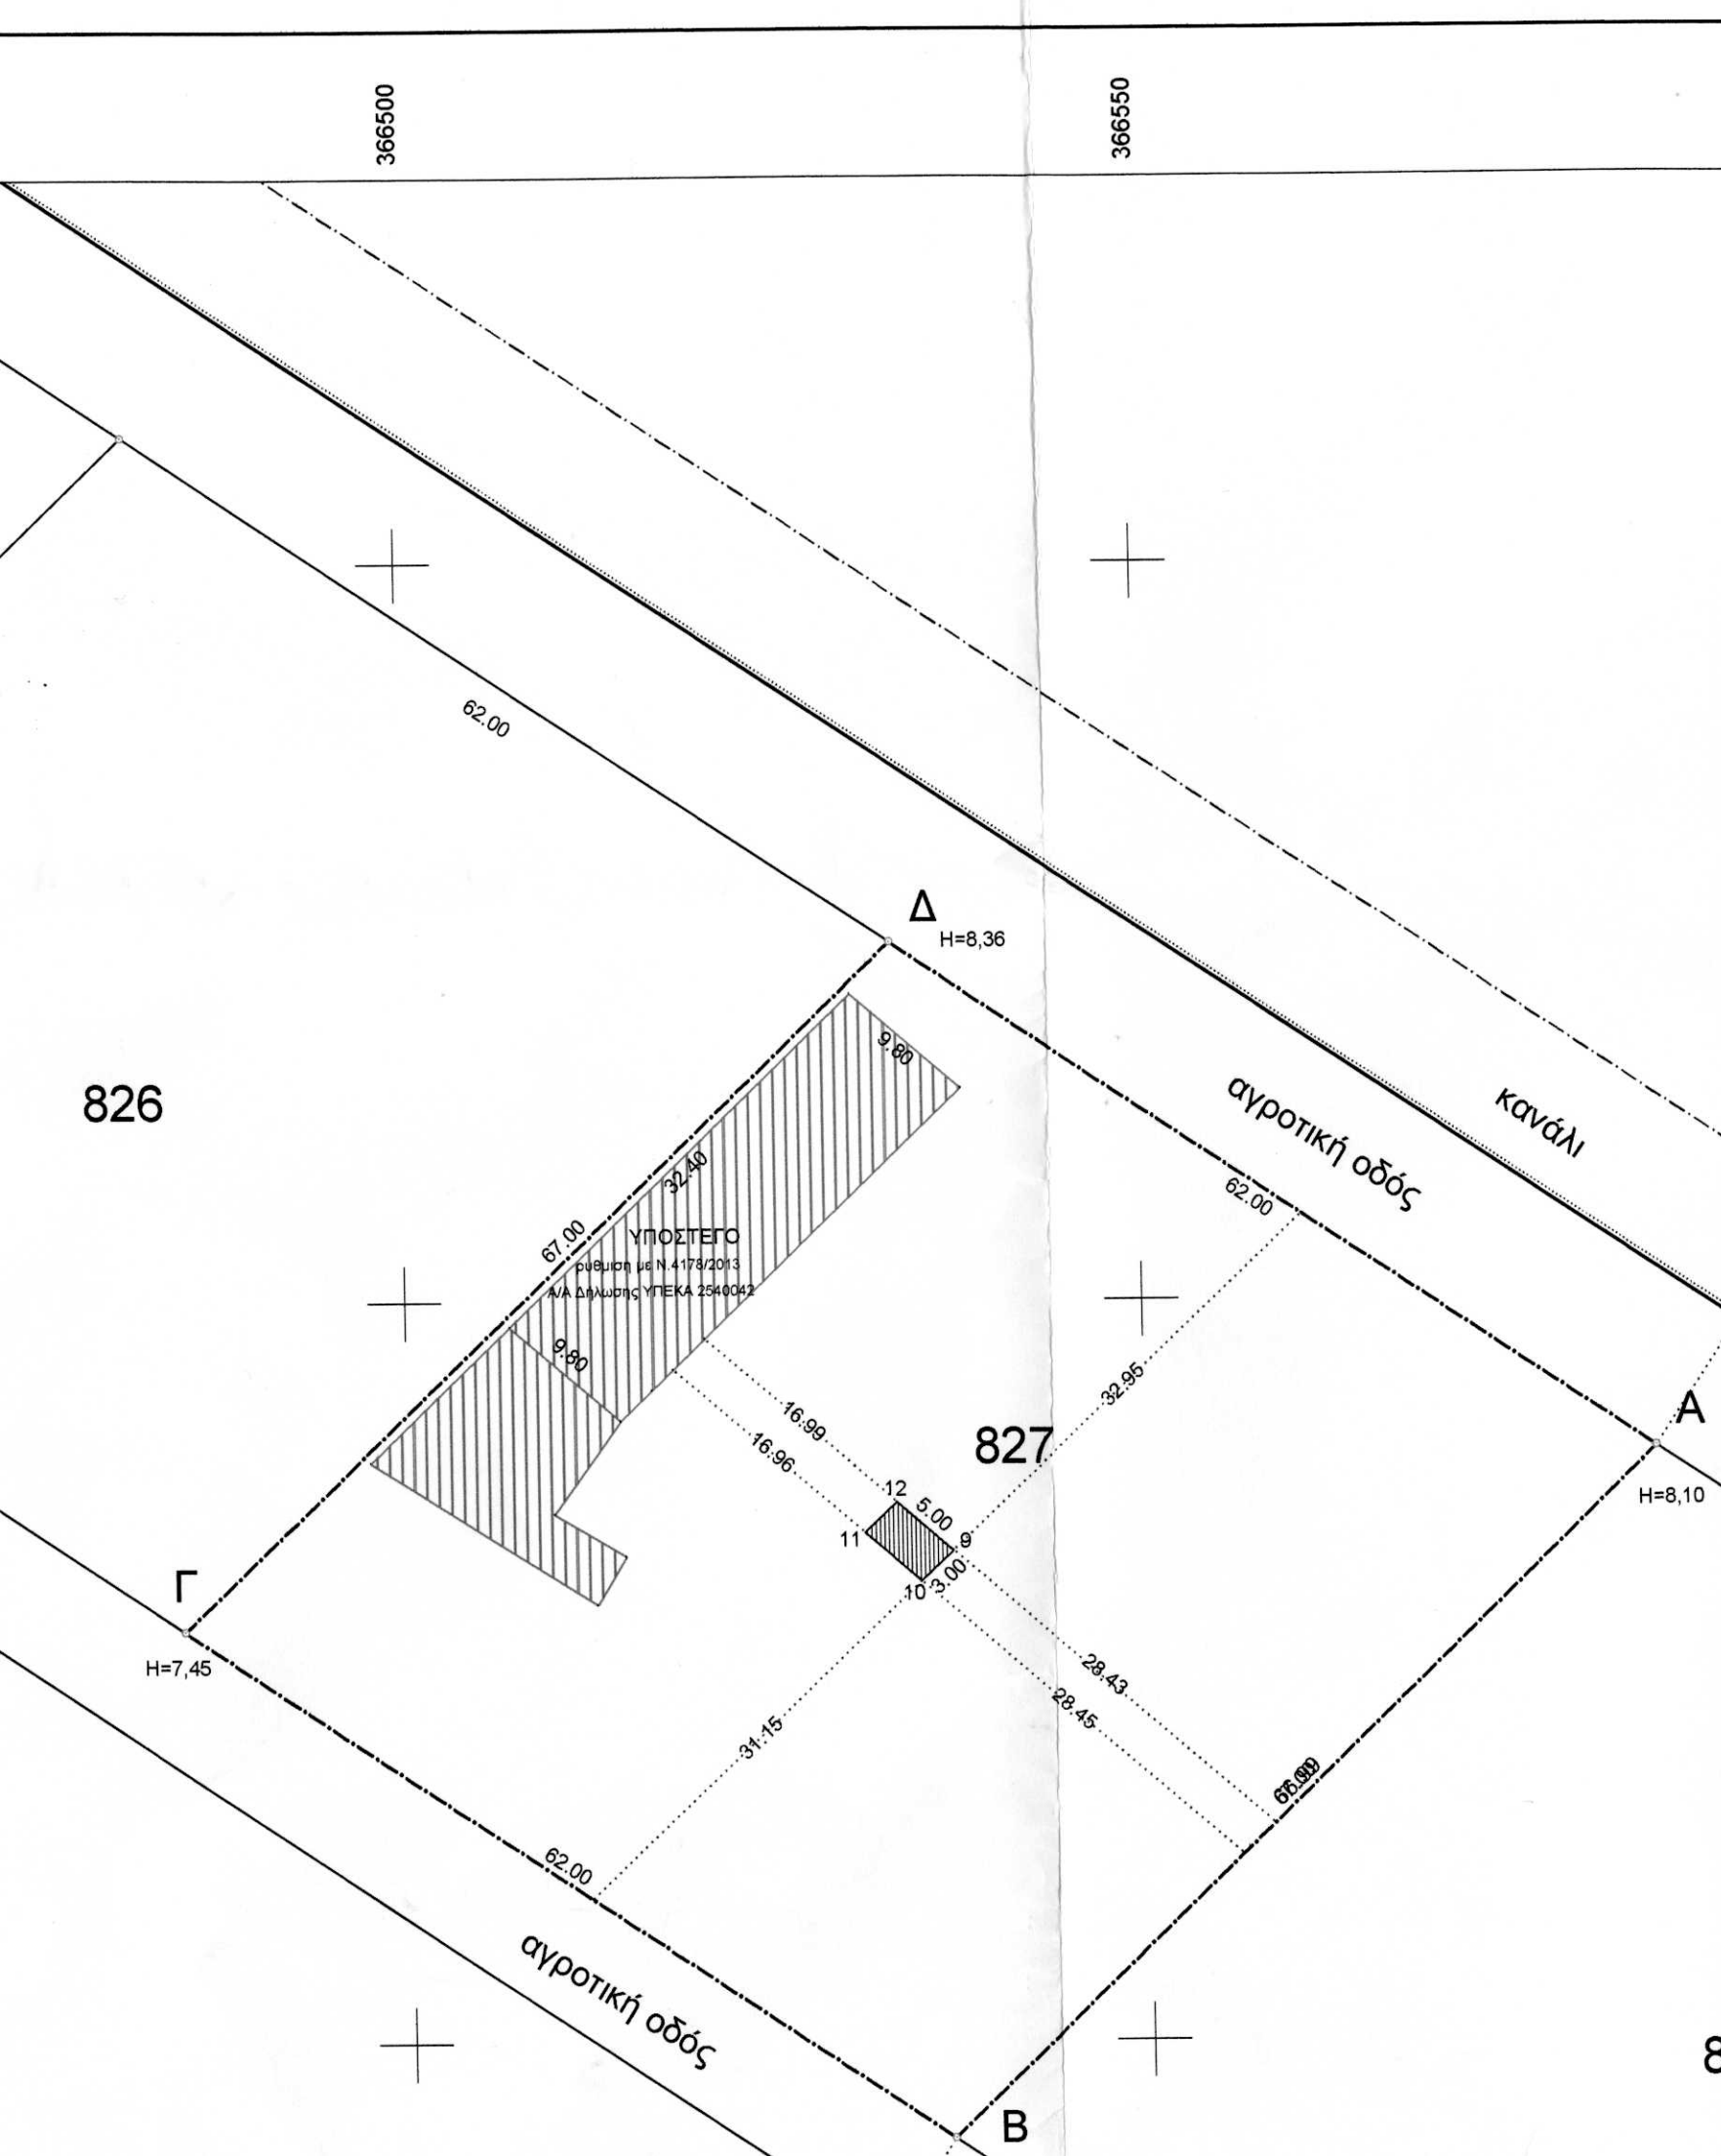 366500
366550
62.00
Δ
H=8,36
9.80
826
αγροτική οδός
κανάλι
32.40
62.00
67.00
ΥΠΟΣΤΕΓΟ
ρύθμιση με Ν.4178/2013
Α/Α Δήλωσης ΥΠΕΚΑ 2540042
9.80
32.95
16.99
Α
827
16.96
12
H=8,10
5.00
11
9
3.00
10
Γ
H=7,45
28.43
28.45
31.15
62.00
αγροτική οδός
8
Β